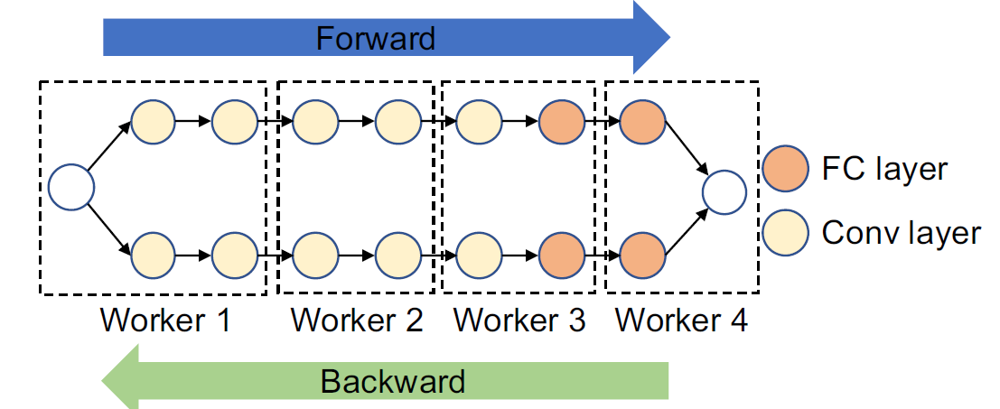 Forward
FC layer
Conv layer
Worker 1
Worker 2
Worker 3
Worker 4
Backward